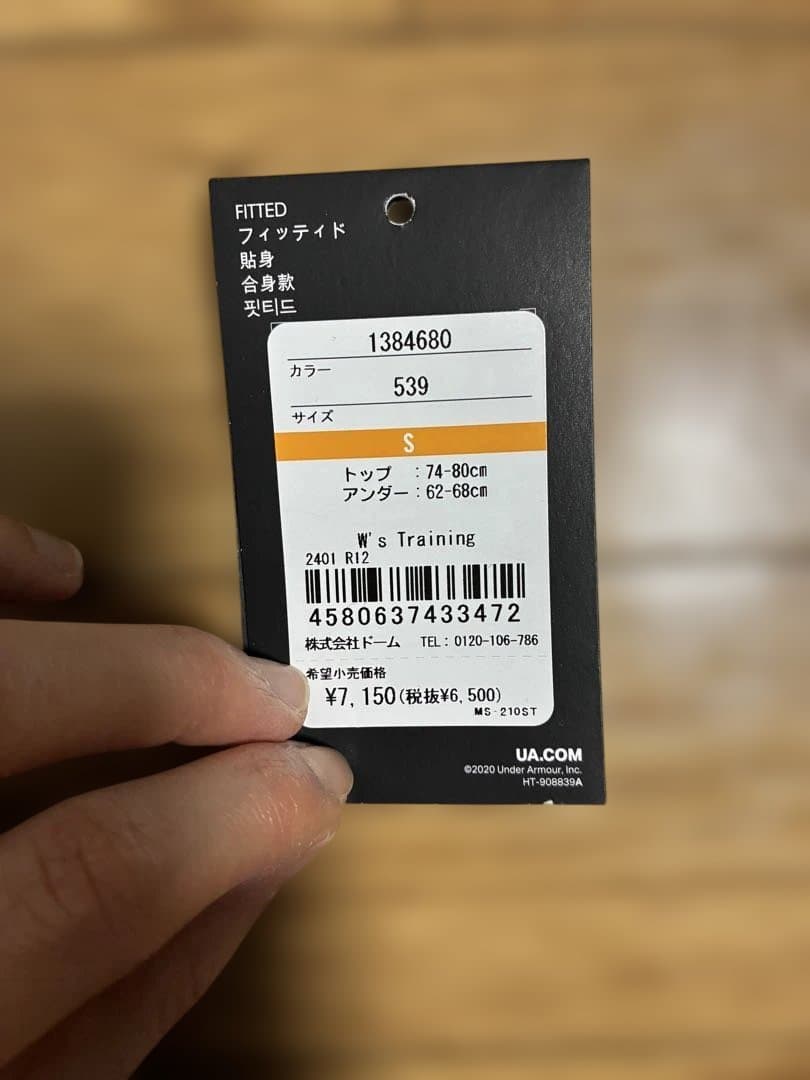 FITTED
フィッティド
貼身
合身款
핏티드
1384680
カラー
539
サイズ
S
トップ :74-80cm
アンダー:62-68cm
W's Training
2401 R12
4580637433472
株式会社ドーム TEL: 0120-106-786
希望小売価格
¥7,150(税抜¥6,500)
MS-210ST
UA.COM
©2020 Under Armour, Inc.
HT-908839A